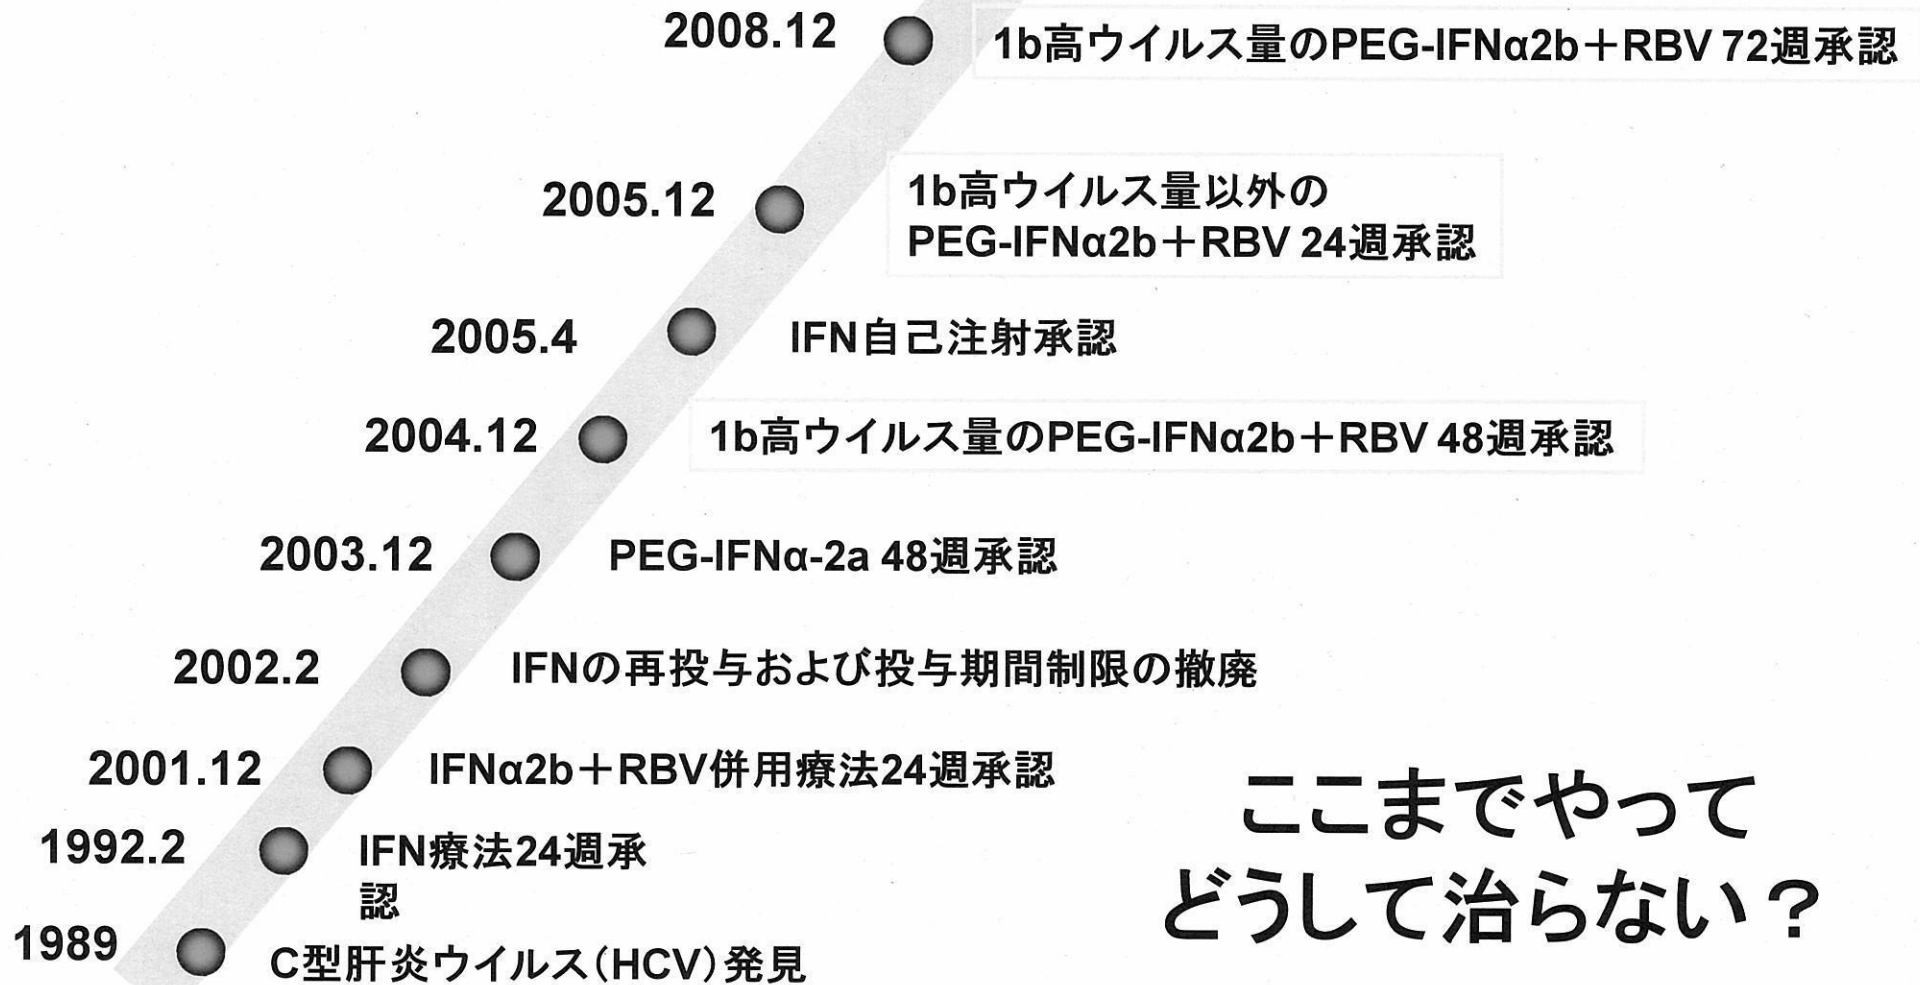 2008.12 1b高ウイルス量のPEG-IFNα2b＋RBV 72週承認
2005.12 1b高ウイルス量以外の
PEG-IFNα2b＋RBV 24週承認
2005.4 IFN自己注射承認
2004.12 1b高ウイルス量のPEG-IFNα2b＋RBV 48週承認
2003.12 PEG-IFNα-2a 48週承認
2002.2 IFNの再投与および投与期間制限の撤廃
2001.12 IFNα2b＋RBV併用療法24週承認
1992.2 IFN療法24週承
認
1989 C型肝炎ウイルス（HCV）発見
ここまでやって
どうして治らない？